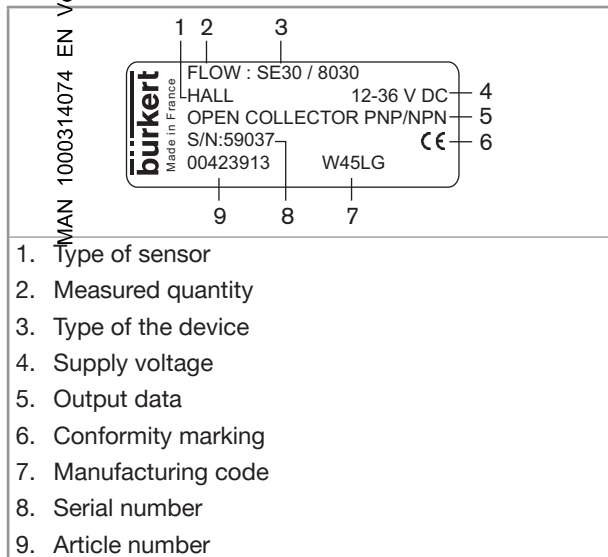 MAN 1000314074 EN
1 2 3
bürkert
Made in France
FLOW : SE30 / 8030
HALL 12-36 V DC 4
OPEN COLLECTOR PNP/NPN 5
S/N:59037 CE 6
00423913 W45LG
9 8 7
1. Type of sensor
2. Measured quantity
3. Type of the device
4. Supply voltage
5. Output data
6. Conformity marking
7. Manufacturing code
8. Serial number
9. Article number